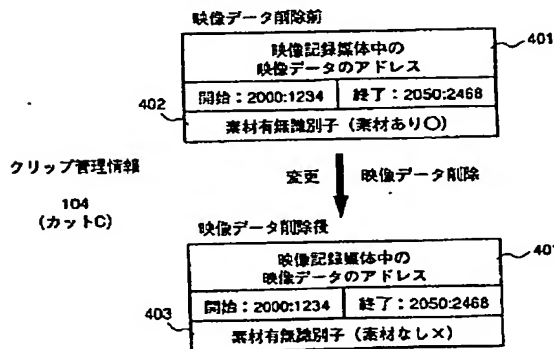 映像データ削除前
映像記録媒体中の
映像データのアドレス
401
開始：2000:1234
終了：2050:2468
402
素材有無識別子（素材あり○）
クリップ管理情報
104
（カットC）
変更
映像データ削除
映像データ削除後
映像記録媒体中の
映像データのアドレス
401
開始：2000:1234
終了：2050:2468
403
素材有無識別子（素材なし×）